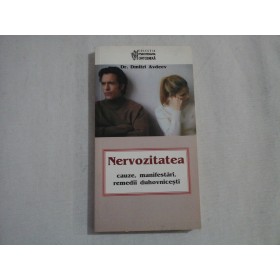 Dr. Dmitri Avdeev
Nervozitatea
cauze, manifestări,
remedii duhovnicești